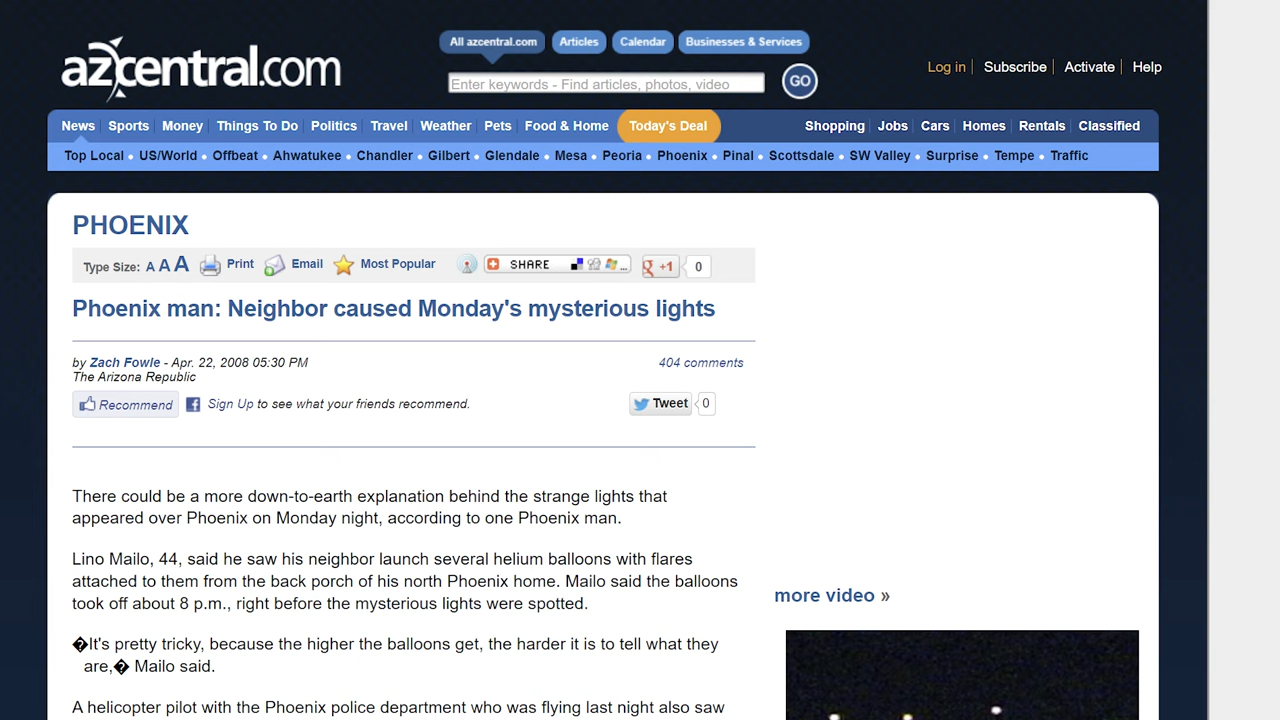 azcentral.com
All azcentral.com Articles Calendar Businesses & Services
Enter keywords - Find articles, photos, video GO
Log in Subscribe Activate Help
News Sports Money Things To Do Politics Travel Weather Pets Food & Home Today's Deal Shopping Jobs Cars Homes Rentals Classified
Top Local US/World Offbeat Ahwatukee Chandler Gilbert Glendale Mesa Peoria Phoenix Pinal Scottsdale SW Valley Surprise Tempe Traffic
PHOENIX
Type Size: A A A Print Email Most Popular SHARE ... g +1 0
Phoenix man: Neighbor caused Monday's mysterious lights
by Zach Fowle - Apr. 22, 2008 05:30 PM 404 comments
The Arizona Republic
Recommend Sign Up to see what your friends recommend. Tweet 0
There could be a more down-to-earth explanation behind the strange lights that
appeared over Phoenix on Monday night, according to one Phoenix man.
Lino Mailo, 44, said he saw his neighbor launch several helium balloons with flares
attached to them from the back porch of his north Phoenix home. Mailo said the balloons
took off about 8 p.m., right before the mysterious lights were spotted.
�It's pretty tricky, because the higher the balloons get, the harder it is to tell what they
are,� Mailo said.
A helicopter pilot with the Phoenix police department who was flying last night also saw
more video »